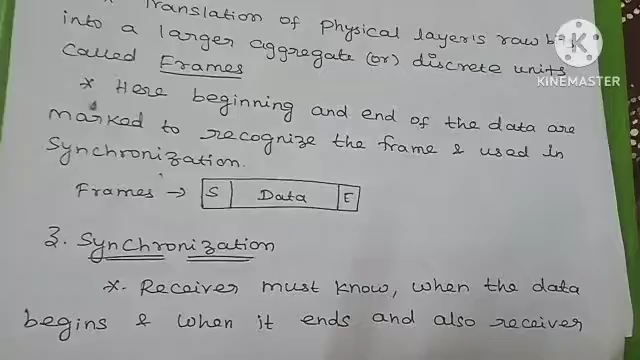 Translation of physical layer's raw bits
into a larger aggregate (or) discrete units
called Frames
* Here beginning and end of the data are
marked to recognize the frame & used in
Synchronization.
Frames → S Data E
3. Synchronization
*. Receiver must know, when the data
begins & when it ends and also receiver
K
KINEMASTER